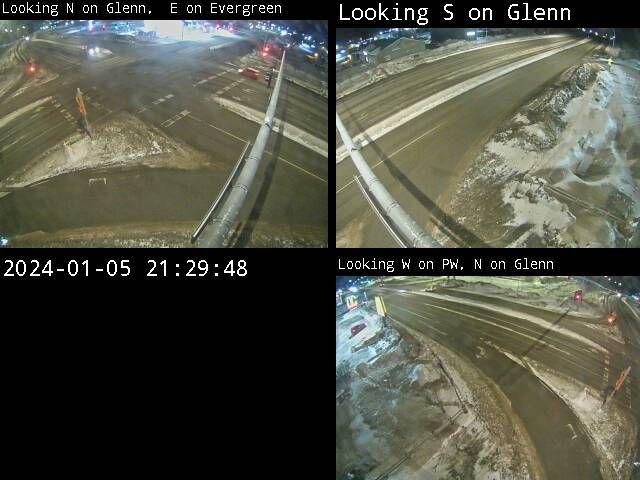 Looking N on Glenn,  E on Evergreen
Looking S on Glenn
2024-01-05 21:29:48
Looking W on PW, N on Glenn